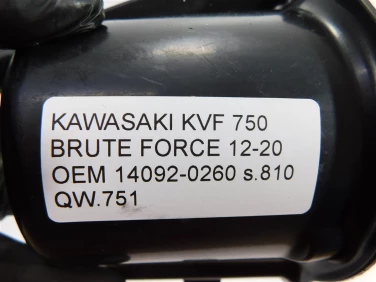 KAWASAKI KVF 750
BRUTE FORCE 12-20
OEM 14092-0260 s.810
QW.751